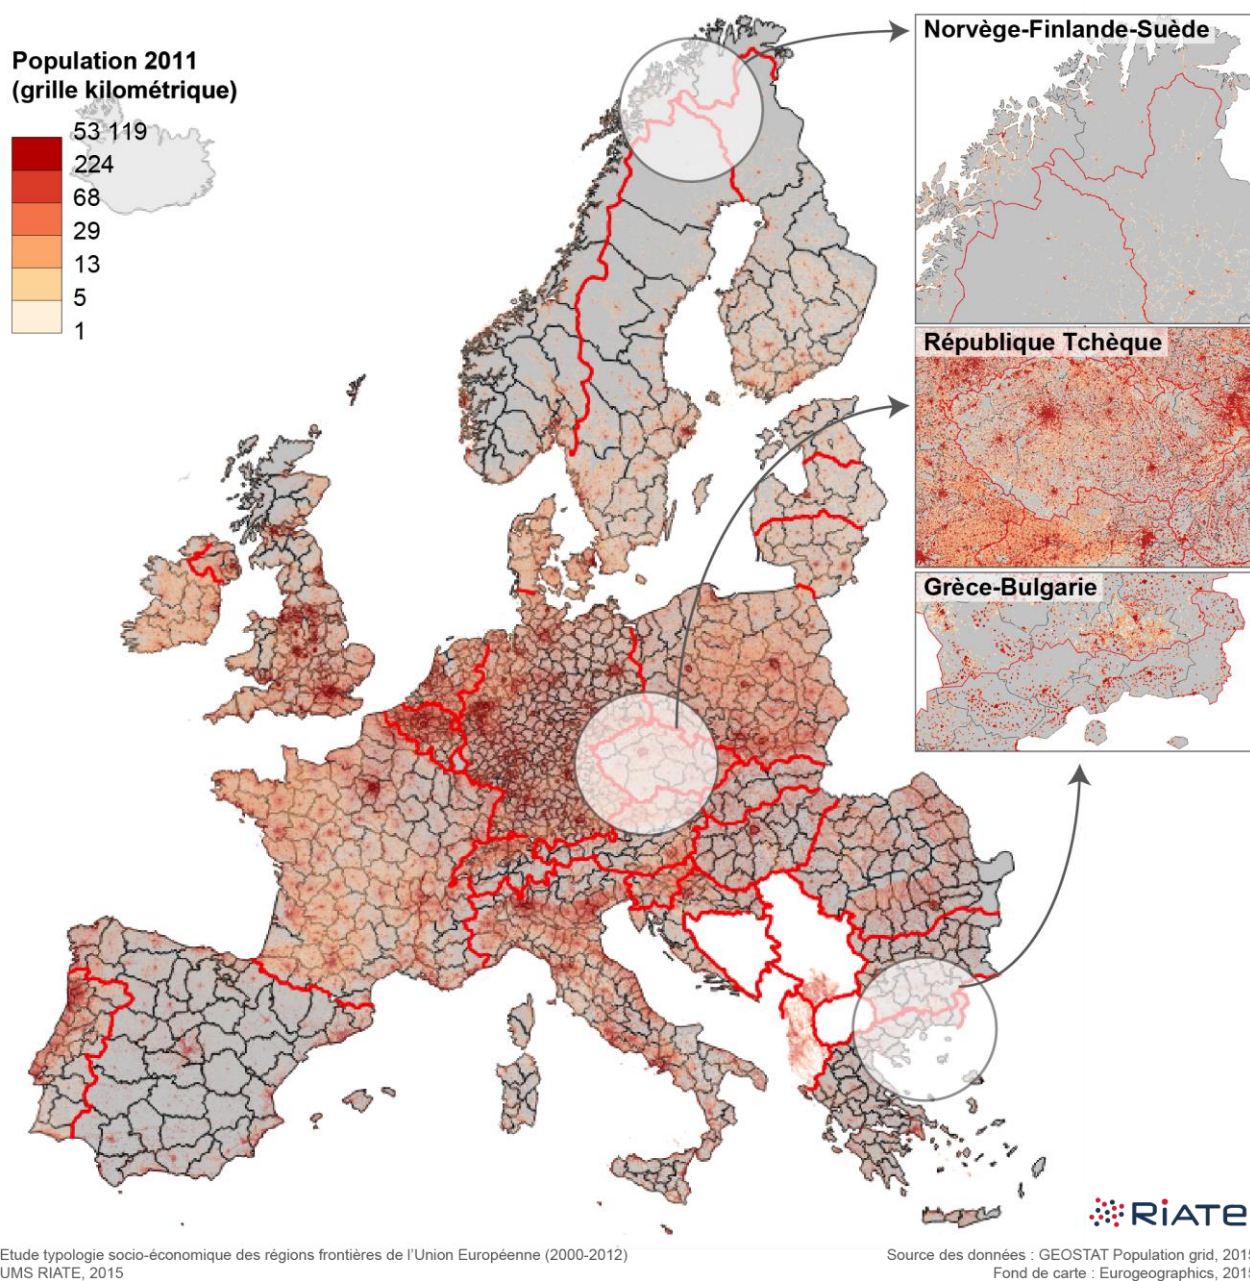 Population 2011
(grille kilométrique)
53 119
224
68
29
13
5
1
Norvège-Finlande-Suède
République Tchèque
Grèce-Bulgarie
RiATE
Etude typologie socio-économique des régions frontières de l'Union Européenne (2000-2012)
UMS RIATE, 2015
Source des données : GEOSTAT Population grid, 2015
Fond de carte : Eurogeographics, 2015